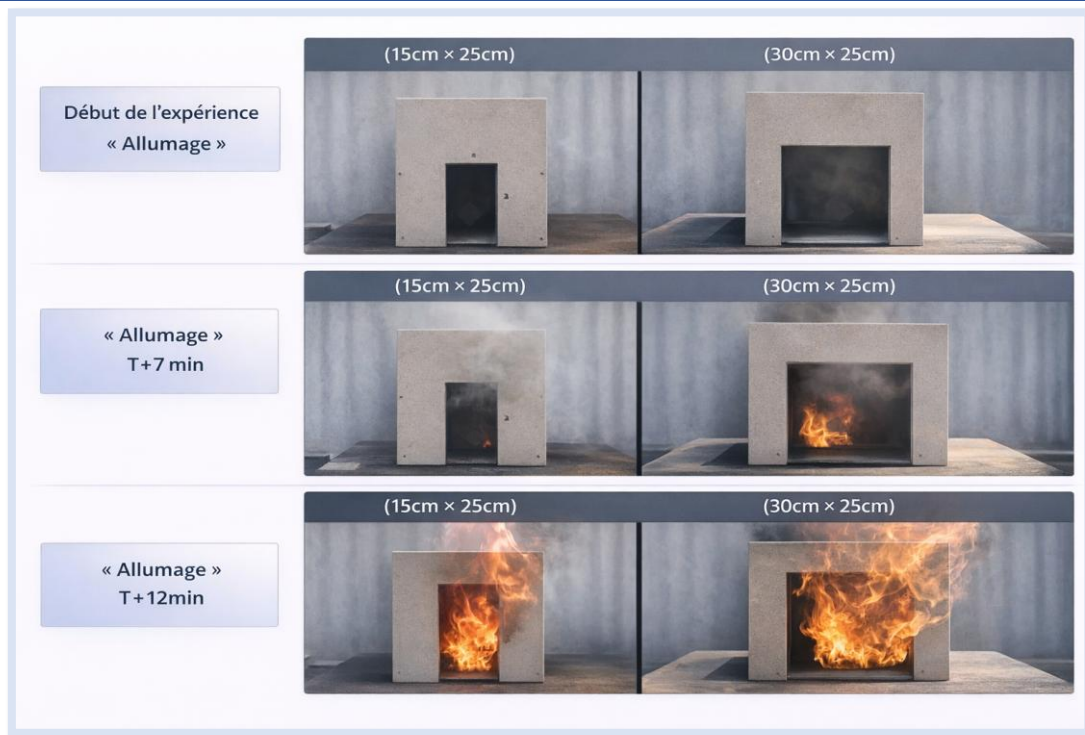 (15cm × 25cm) (30cm × 25cm)
Début de l'expérience
« Allumage »
(15cm × 25cm) (30cm × 25cm)
« Allumage »
T+7 min
(15cm × 25cm) (30cm × 25cm)
« Allumage »
T+12min